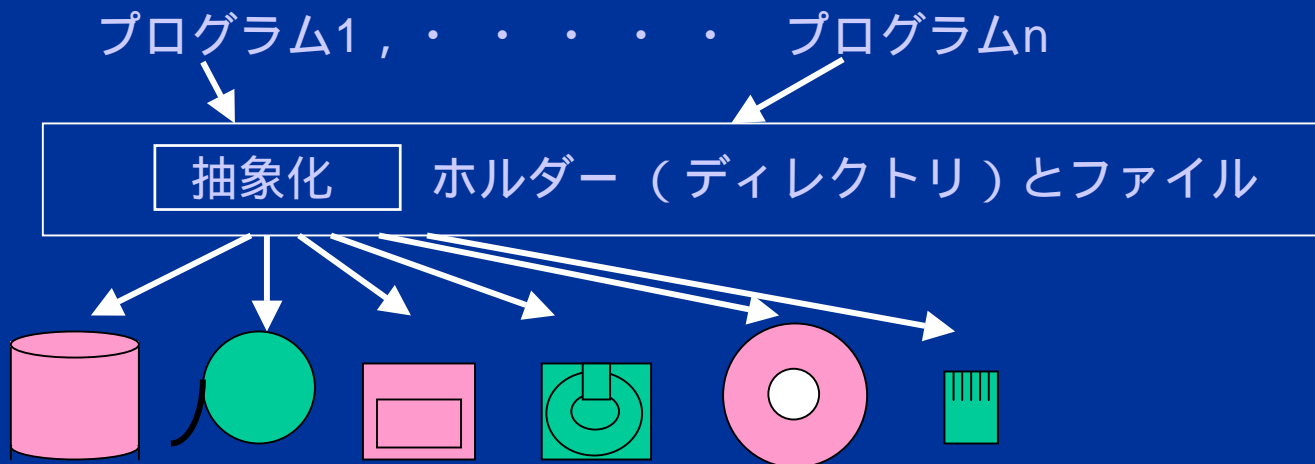 プログラム1，・ ・ ・ ・ ・ ・ プログラムn
抽象化 ホルダー（ディレクトリ）とファイル